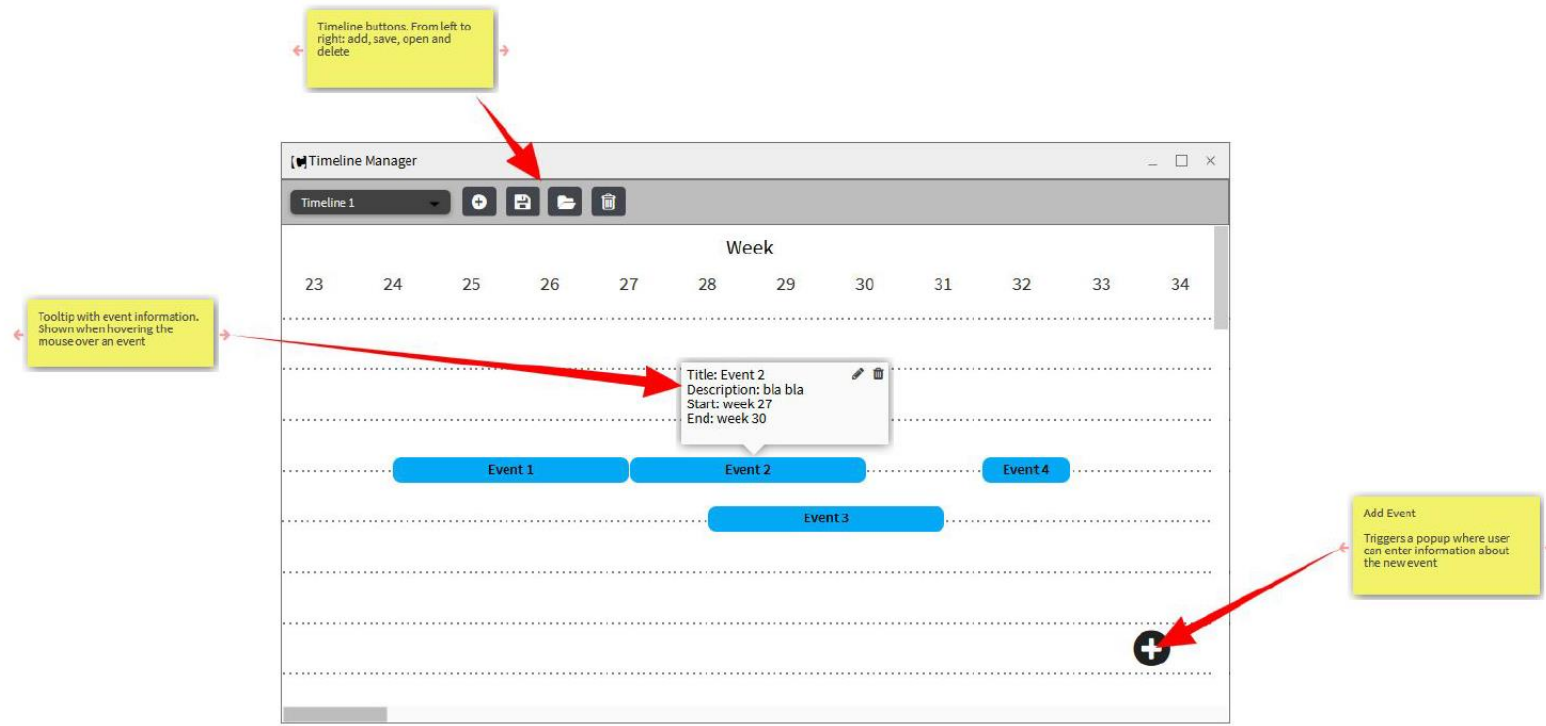 Timeline buttons. From left to
right: add, save, open and
delete
Timeline Manager
Timeline 1
Week
23 24 25 26 27 28 29 30 31 32 33 34
Tooltip with event information.
Shown when hovering the
mouse over an event
Title: Event 2
Description: bla bla
Start: week 27
End: week 30
Event 1 Event 2 Event 4
Event 3
Add Event
Triggers a popup where user
can enter information about
the new event